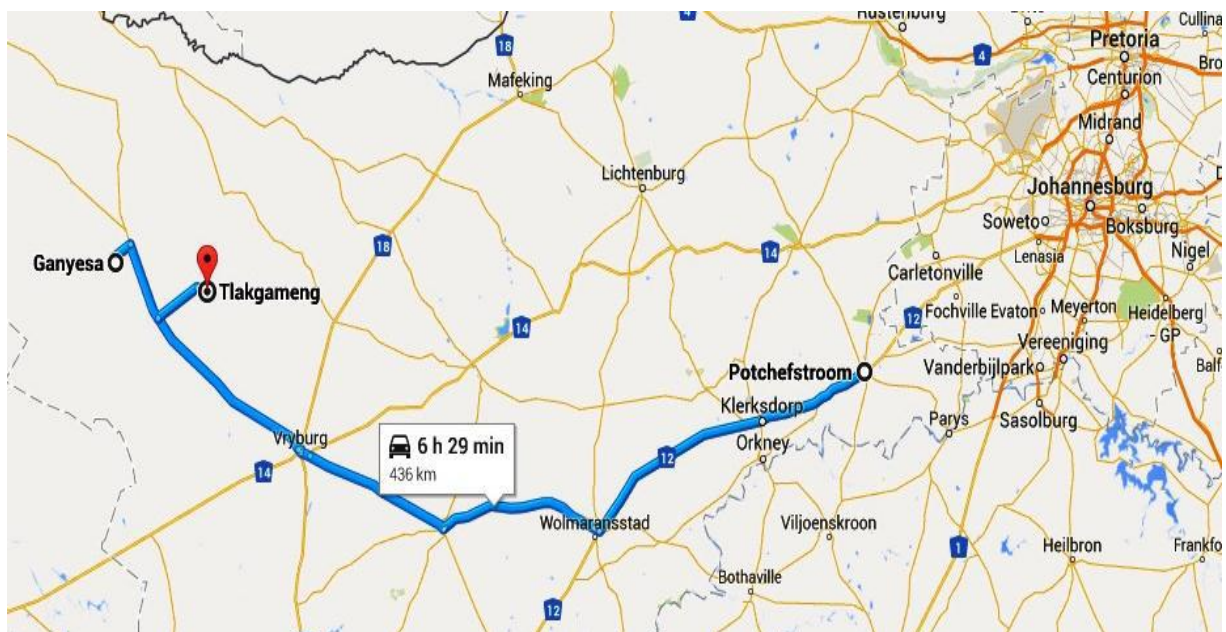 4
Rustenburg
Cullina
Pretoria
Bro
18
4
Centurion
Mafeking
Midrand
Lichtenburg
Johannesburg
Soweto
Boksburg
18
14
Nigel
Ganyesa
Carletonville
Lenasia
Tlakgameng
Fochville
Evaton
Meyerton
Heidelberg
- GP
14
12
Vereeniging
Potchefstroom
Vanderbijlpark
Balf-
Klerksdorp
Parys
Sasolburg
Vryburg
6 h 29 min
Orkney
436 km
14
12
Wolmaransstad
Viljoenskroon
1
Heilbron
Frankfo
Bothaville
12